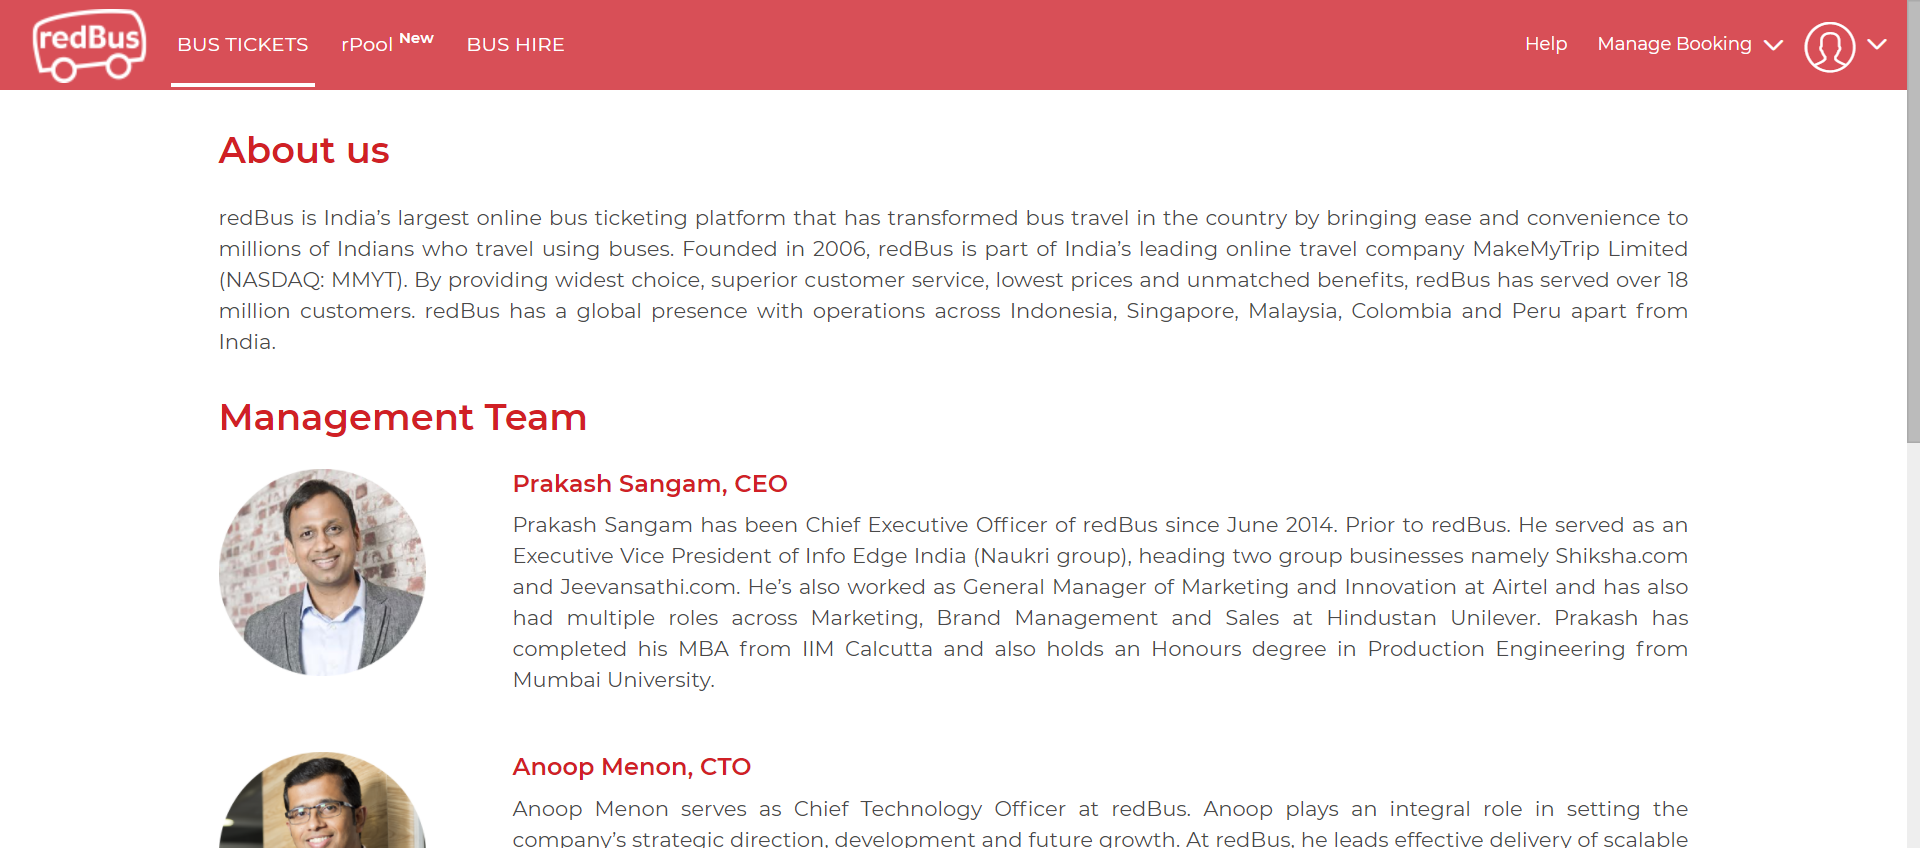 redBus
BUS TICKETS
rPool New
BUS HIRE
Help
Manage Booking
About us
redBus is India’s largest online bus ticketing platform that has transformed bus travel in the country by bringing ease and convenience to
millions of Indians who travel using buses. Founded in 2006, redBus is part of India’s leading online travel company MakeMyTrip Limited
(NASDAQ: MMYT). By providing widest choice, superior customer service, lowest prices and unmatched benefits, redBus has served over 18
million customers. redBus has a global presence with operations across Indonesia, Singapore, Malaysia, Colombia and Peru apart from
India.
Management Team
Prakash Sangam, CEO
Prakash Sangam has been Chief Executive Officer of redBus since June 2014. Prior to redBus. He served as an
Executive Vice President of Info Edge India (Naukri group), heading two group businesses namely Shiksha.com
and Jeevansathi.com. He’s also worked as General Manager of Marketing and Innovation at Airtel and has also
had multiple roles across Marketing, Brand Management and Sales at Hindustan Unilever. Prakash has
completed his MBA from IIM Calcutta and also holds an Honours degree in Production Engineering from
Mumbai University.
Anoop Menon, CTO
Anoop Menon serves as Chief Technology Officer at redBus. Anoop plays an integral role in setting the
company’s strategic direction, development and future growth. At redBus, he leads effective delivery of scalable